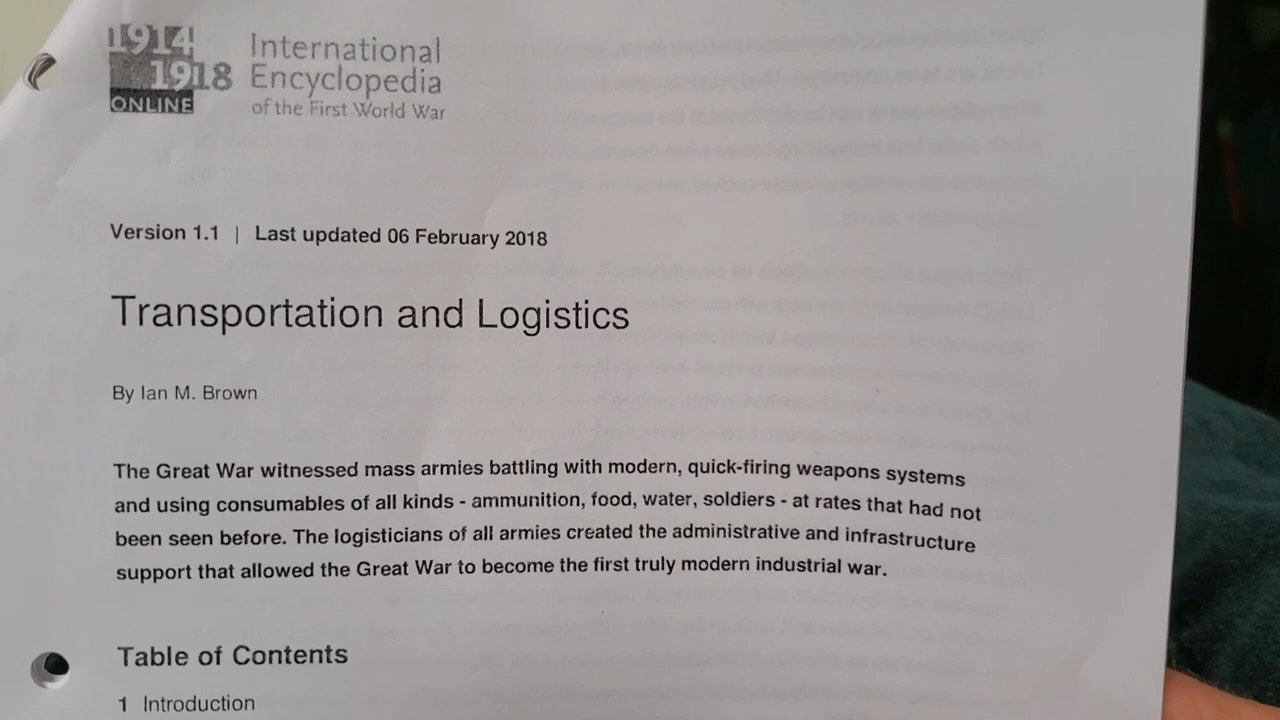 1914
1918
ONLINE
International
Encyclopedia
of the First World War
Version 1.1 | Last updated 06 February 2018
Transportation and Logistics
By Ian M. Brown
The Great War witnessed mass armies battling with modern, quick-firing weapons systems
and using consumables of all kinds - ammunition, food, water, soldiers - at rates that had not
been seen before. The logisticians of all armies created the administrative and infrastructure
support that allowed the Great War to become the first truly modern industrial war.
Table of Contents
1 Introduction